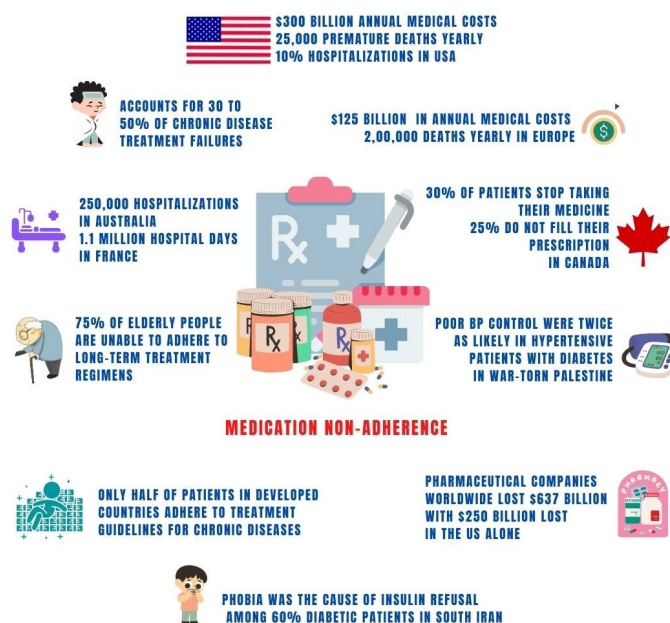 $300 BILLION ANNUAL MEDICAL COSTS
25,000 PREMATURE DEATHS YEARLY
10% HOSPITALIZATIONS IN USA
ACCOUNTS FOR 30 TO
50% OF CHRONIC DISEASE
TREATMENT FAILURES
$125 BILLION IN ANNUAL MEDICAL COSTS
2,00,000 DEATHS YEARLY IN EUROPE
$
250,000 HOSPITALIZATIONS
IN AUSTRALIA
1.1 MILLION HOSPITAL DAYS
IN FRANCE
30% OF PATIENTS STOP TAKING
THEIR MEDICINE
25% DO NOT FILL THEIR
PRESCRIPTION
IN CANADA
Rx
Rx
Rx
Rx
75% OF ELDERLY PEOPLE
ARE UNABLE TO ADHERE TO
LONG-TERM TREATMENT
REGIMENS
POOR BP CONTROL WERE TWICE
AS LIKELY IN HYPERTENSIVE
PATIENTS WITH DIABETES
IN WAR-TORN PALESTINE
MEDICATION NON-ADHERENCE
ONLY HALF OF PATIENTS IN DEVELOPED
COUNTRIES ADHERE TO TREATMENT
GUIDELINES FOR CHRONIC DISEASES
PHARMACEUTICAL COMPANIES
WORLDWIDE LOST $637 BILLION
WITH $250 BILLION LOST
IN THE US ALONE
PHARMACY
PHOBIA WAS THE CAUSE OF INSULIN REFUSAL
AMONG 60% DIABETIC PATIENTS IN SOUTH IRAN